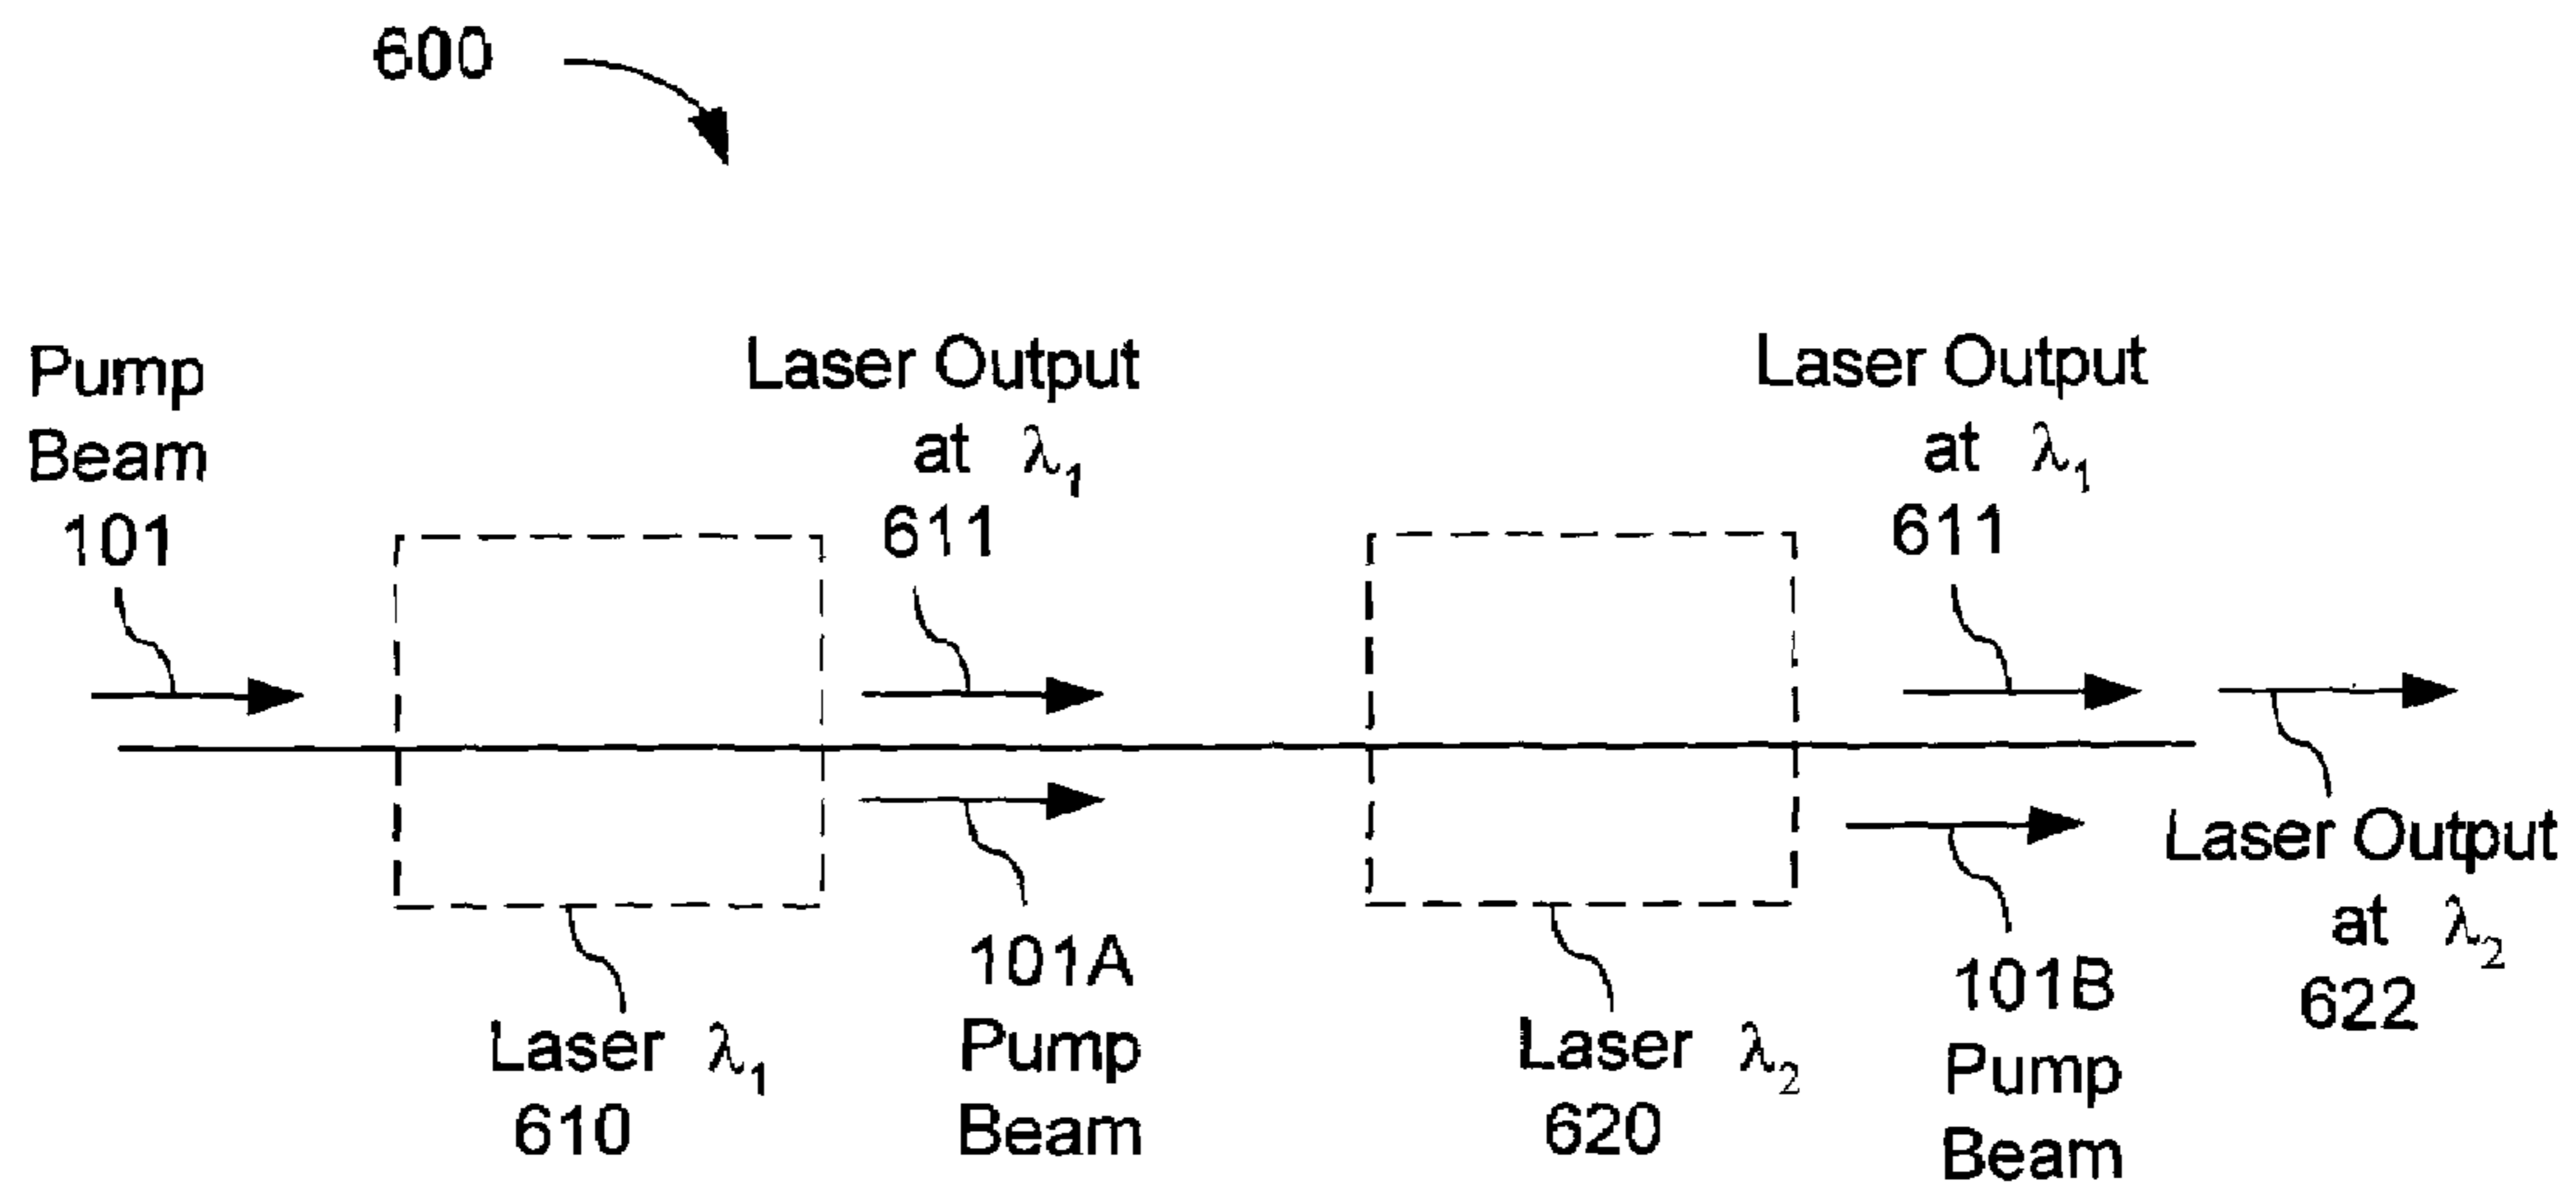 600
Pump
Beam
101
Laser Output
at λ₁
611
Laser Output
at λ₁
611
101A
Pump
Beam
Laser λ₁
610
Laser λ₂
620
101B
Pump
Beam
Laser Output
at λ₂
622